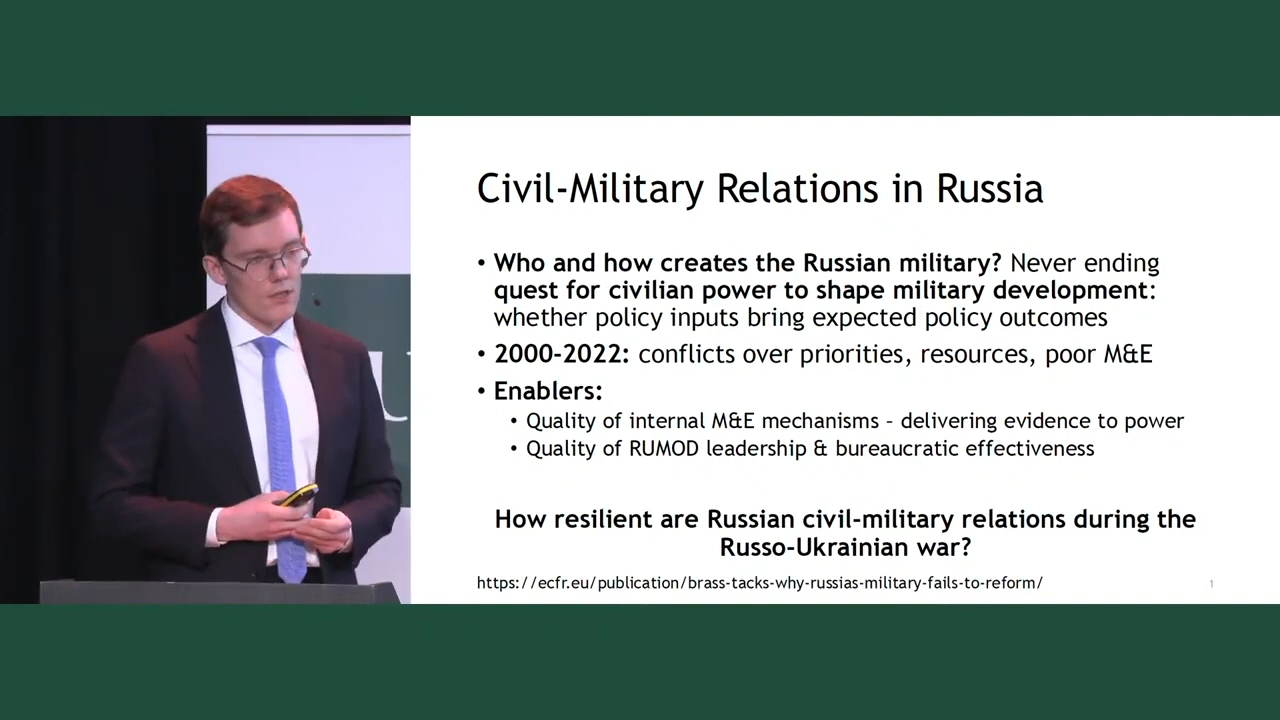 Civil-Military Relations in Russia
• Who and how creates the Russian military? Never ending
quest for civilian power to shape military development:
whether policy inputs bring expected policy outcomes
• 2000-2022: conflicts over priorities, resources, poor M&E
• Enablers:
• Quality of internal M&E mechanisms – delivering evidence to power
• Quality of RUMOD leadership & bureaucratic effectiveness
How resilient are Russian civil-military relations during the
Russo-Ukrainian war?
https://ecfr.eu/publication/brass-tacks-why-russias-military-fails-to-reform/
1